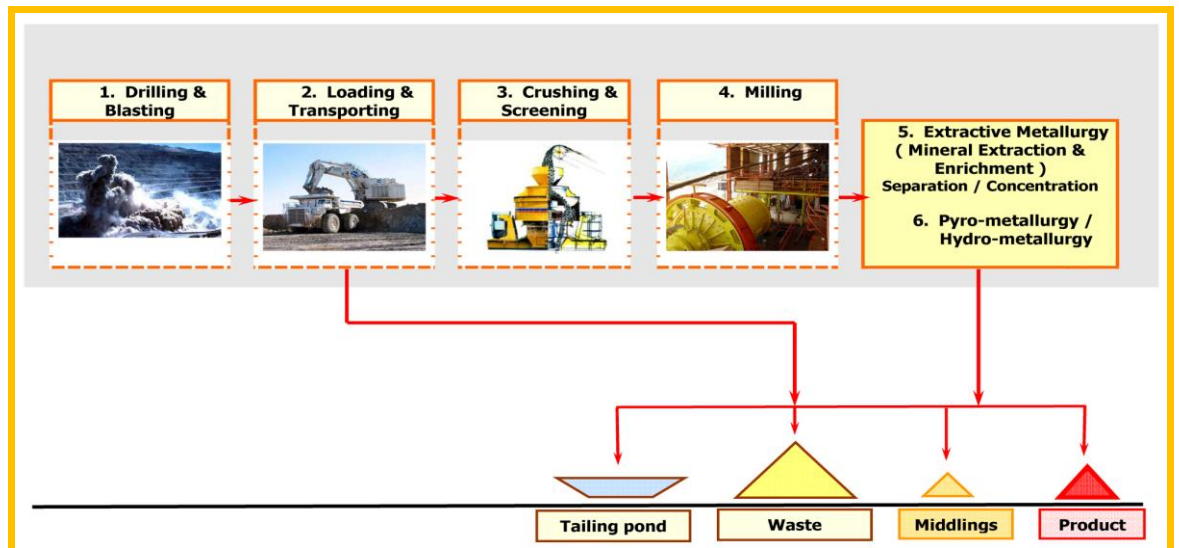 1. Drilling &
Blasting
2. Loading &
Transporting
3. Crushing &
Screening
4. Milling
5. Extractive Metallurgy
( Mineral Extraction &
Enrichment )
Separation / Concentration
6. Pyro-metallurgy /
Hydro-metallurgy
Tailing pond
Waste
Middlings
Product